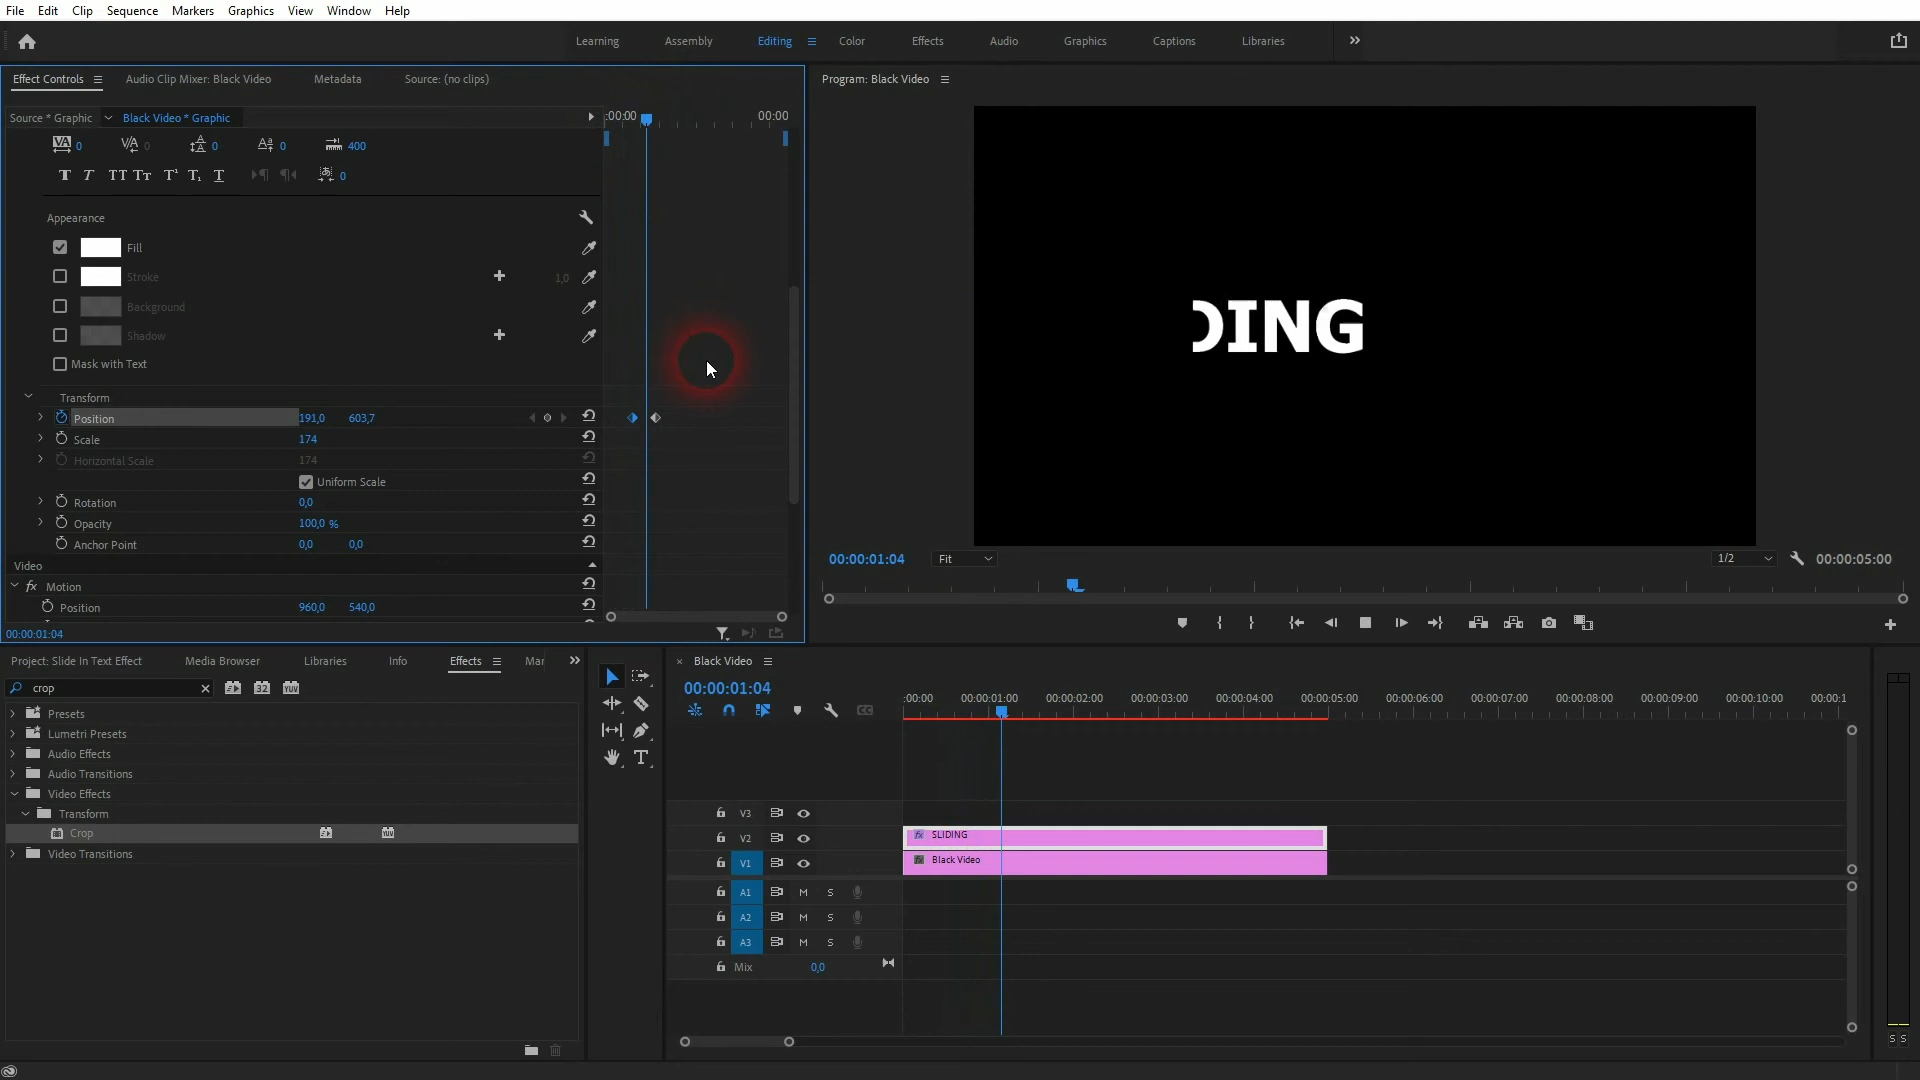 File Edit Clip Sequence Markers Graphics View Window Help
Learning Assembly Editing Color Effects Audio Graphics Captions Libraries
Effect Controls Audio Clip Mixer: Black Video Metadata Source: (no clips)
Program: Black Video
Source * Graphic Black Video * Graphic
:00:00 00:00
0 0 0 0 400
0
Appearance
Fill
Stroke 1,0
Background
Shadow
Mask with Text
DING
Transform
Position 191,0 603,7
Scale 174
Horizontal Scale 174
Uniform Scale
Rotation 0,0
Opacity 100,0 %
Anchor Point 0,0 0,0
Video
fx Motion
Position 960,0 540,0
00:00:01:04
00:00:01:04 Fit 1/2 00:00:05:00
Project: Slide In Text Effect Media Browser Libraries Info Effects Mar
crop
Presets
Lumetri Presets
Audio Effects
Audio Transitions
Video Effects
Transform
Crop
Video Transitions
Black Video
00:00:01:04
:00:00 00:00:01:00 00:00:02:00 00:00:03:00 00:00:04:00 00:00:05:00 00:00:06:00 00:00:07:00 00:00:08:00 00:00:09:00 00:00:10:00 00:00:1
V3
V2 fx SLIDING
V1 fx Black Video
A1 M S
A2 M S
A3 M S
Mix 0,0
S S